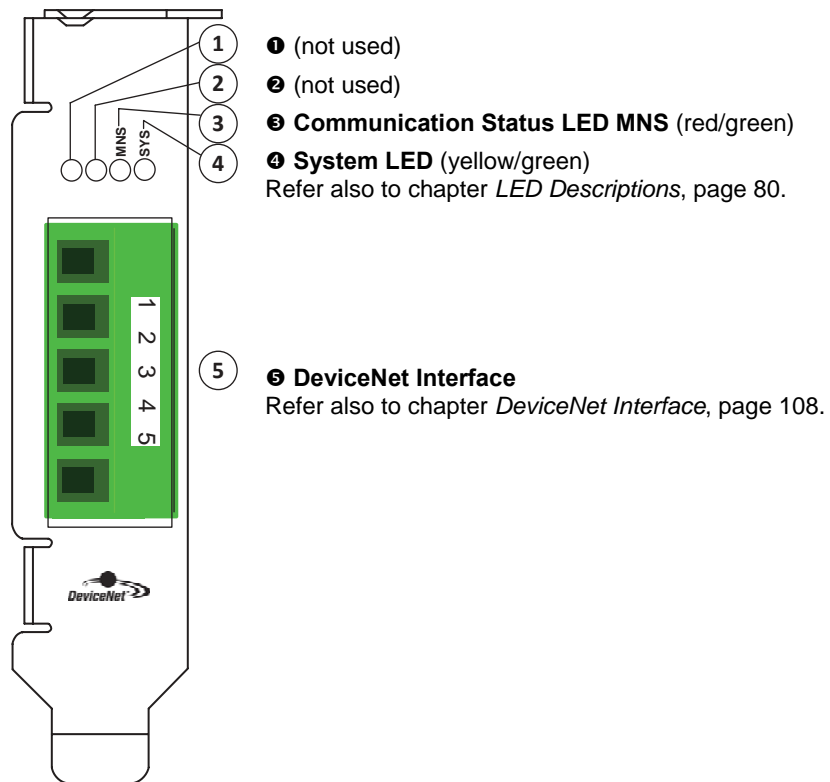 1
❶ (not used)
2
❷ (not used)
3
❸ Communication Status LED MNS (red/green)
4
❹ System LED (yellow/green)
Refer also to chapter LED Descriptions, page 80.
MNS
SYS
1
2
3
4
5
5
❺ DeviceNet Interface
Refer also to chapter DeviceNet Interface, page 108.
DeviceNet